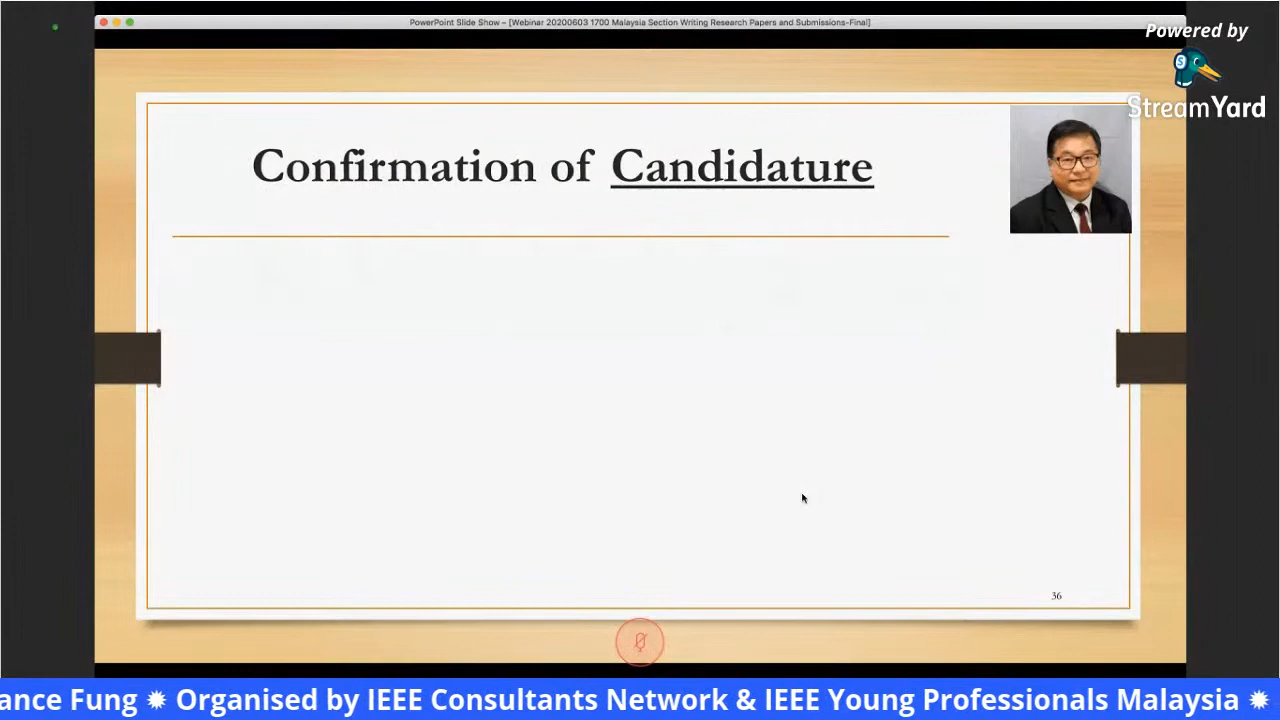 PowerPoint Slide Show – [Webinar 20200603 1700 Malaysia Section Writing Research Papers and Submissions-Final]
Powered by
S
StreamYard
Confirmation of Candidature
36
ance Fung ✹ Organised by IEEE Consultants Network & IEEE Young Professionals Malaysia ✹